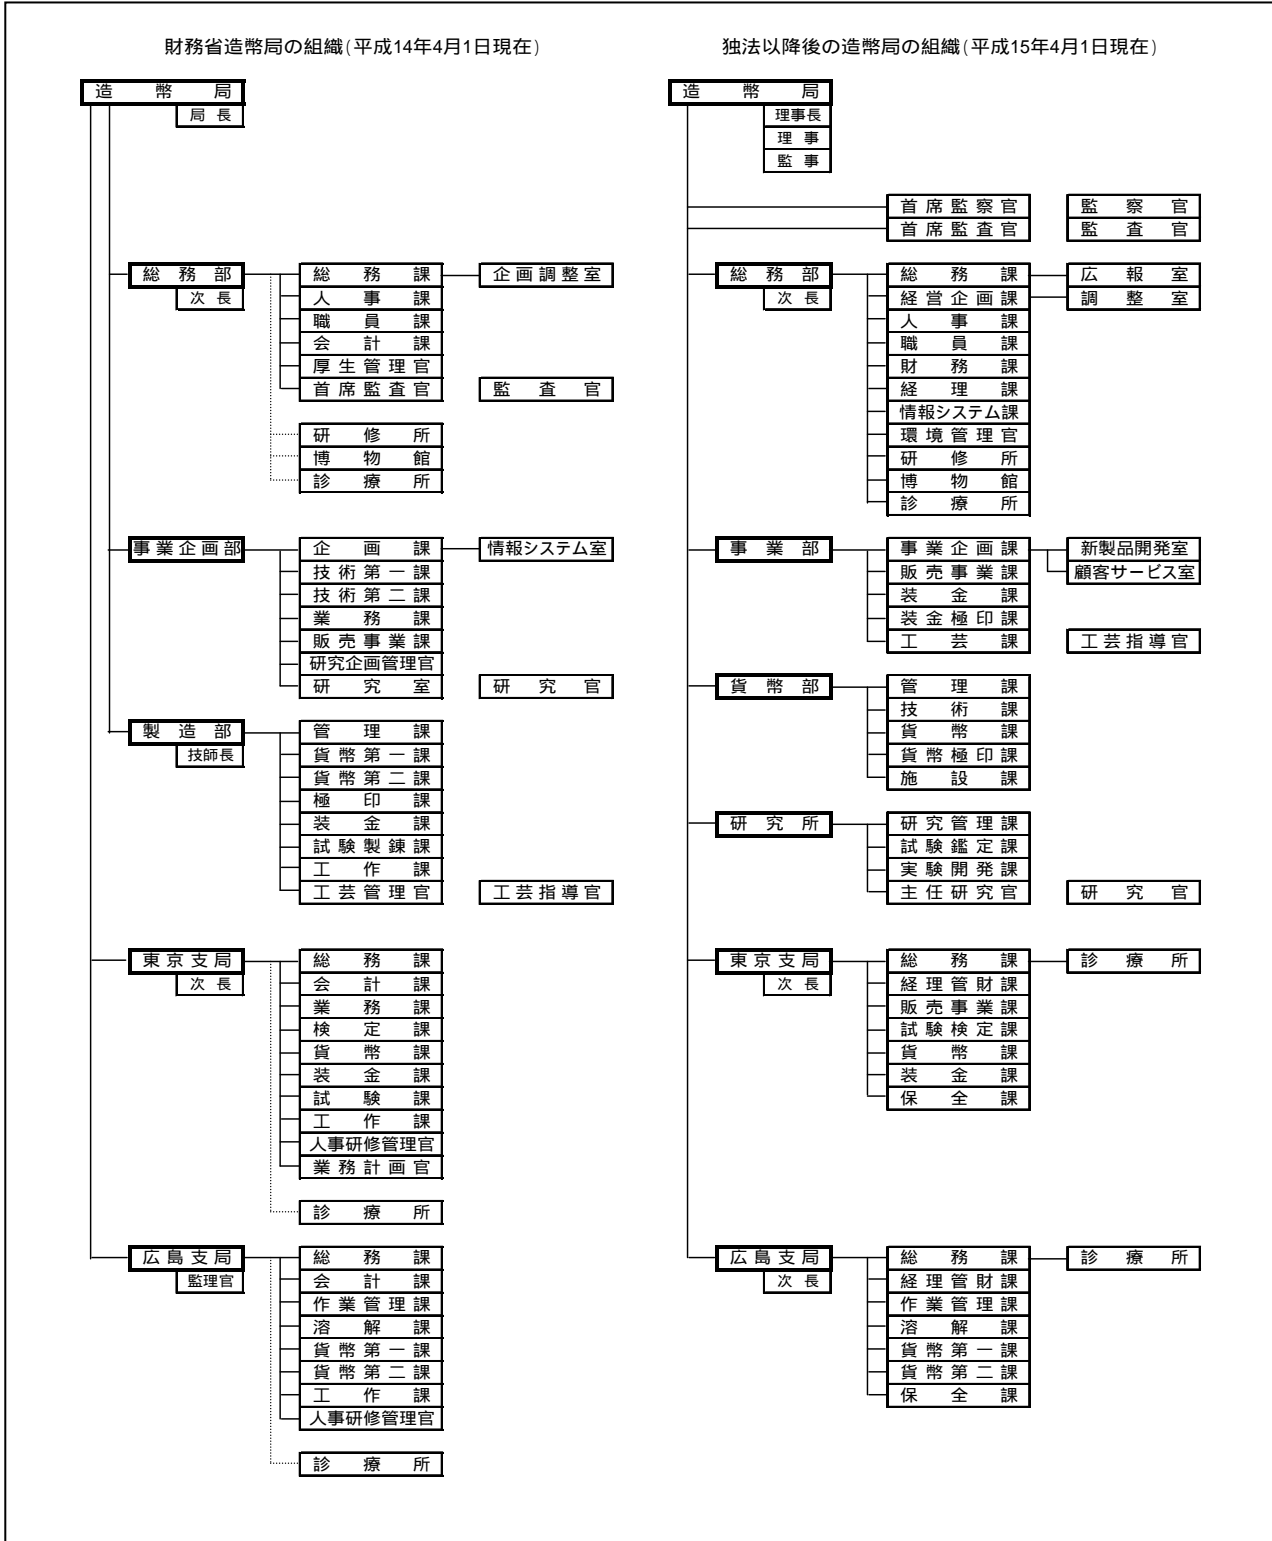 財務省造幣局の組織(平成14年4月1日現在)
造幣局
局長
総務部
次長
総務課 企画調整室
人事課
職員課
会計課
厚生管理官
首席監査官 監査官
研修所
博物館
診療所
事業企画部
企画課 情報システム室
技術第一課
技術第二課
業務課
販売事業課
研究企画管理官
研究室 研究官
製造部
技師長
管理課
貨幣第一課
貨幣第二課
極印課
装金課
試験製錬課
工作課
工芸管理官 工芸指導官
東京支局
次長
総務課
会計課
業務課
検定課
貨幣課
装金課
試験課
工作課
人事研修管理官
業務計画官
診療所
広島支局
監理官
総務課
会計課
作業管理課
溶解課
貨幣第一課
貨幣第二課
工作課
人事研修管理官
診療所
独法以降後の造幣局の組織(平成15年4月1日現在)
造幣局
理事長
理事
監事
首席監察官 監察官
首席監査官 監査官
総務部
次長
総務課 広報室
経営企画課 調整室
人事課
職員課
財務課
経理課
情報システム課
環境管理官
研修所
博物館
診療所
事業部
事業企画課 新製品開発室
販売事業課 顧客サービス室
装金課
装金極印課
工芸課 工芸指導官
貨幣部
管理課
技術課
貨幣課
貨幣極印課
施設課
研究所
研究管理課
試験鑑定課
実験開発課
主任研究官 研究官
東京支局
次長
総務課 診療所
経理管財課
販売事業課
試験検定課
貨幣課
装金課
保全課
広島支局
次長
総務課 診療所
経理管財課
作業管理課
溶解課
貨幣第一課
貨幣第二課
保全課